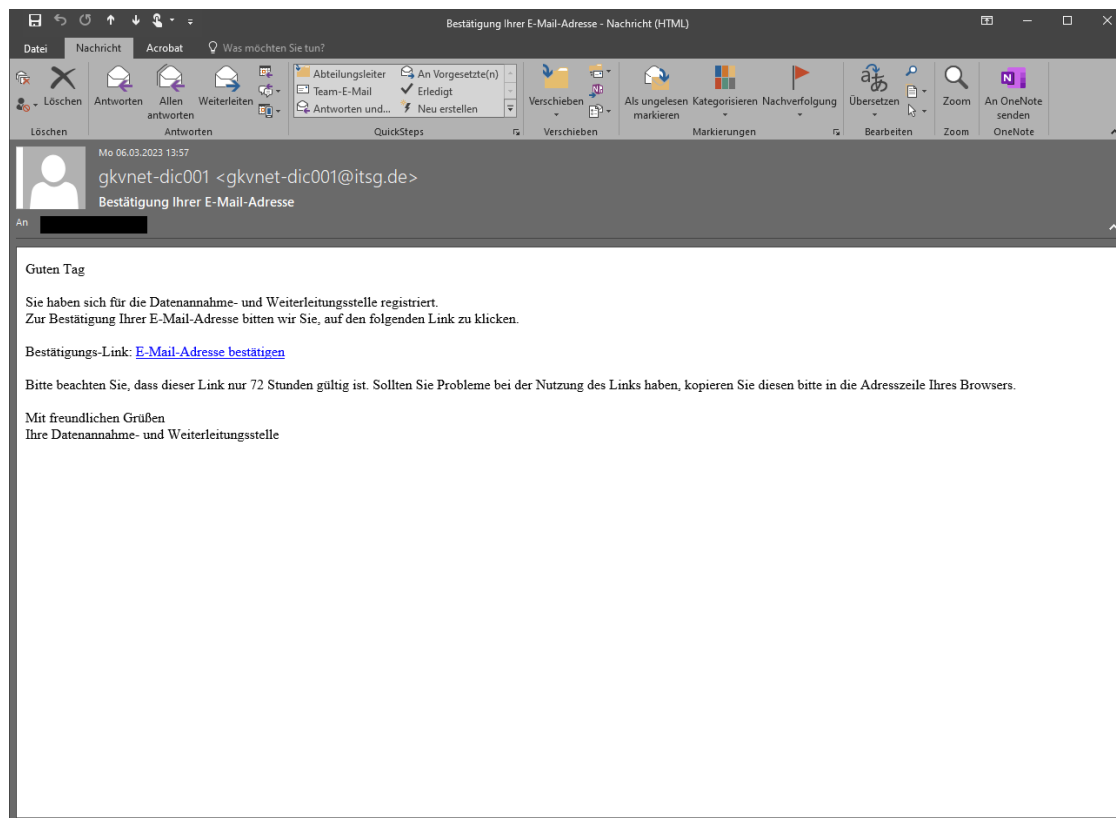 Bestätigung Ihrer E-Mail-Adresse - Nachricht (HTML)
Datei Nachricht Acrobat Was möchten Sie tun?
Löschen
Antworten
Allen antworten
Weiterleiten
Abteilungsleiter
Team-E-Mail
Antworten und...
An Vorgesetzte(n)
Erledigt
Neu erstellen
Verschieben
Als ungelesen markieren
Kategorisieren
Nachverfolgung
Übersetzen
Zoom
An OneNote senden
Löschen Antworten QuickSteps Verschieben Markierungen Bearbeiten Zoom OneNote
Mo 06.03.2023 13:57
gkvnet-dic001 <gkvnet-dic001@itsg.de>
Bestätigung Ihrer E-Mail-Adresse
An
Guten Tag
Sie haben sich für die Datenannahme- und Weiterleitungsstelle registriert.
Zur Bestätigung Ihrer E-Mail-Adresse bitten wir Sie, auf den folgenden Link zu klicken.
Bestätigungs-Link: E-Mail-Adresse bestätigen
Bitte beachten Sie, dass dieser Link nur 72 Stunden gültig ist. Sollten Sie Probleme bei der Nutzung des Links haben, kopieren Sie diesen bitte in die Adresszeile Ihres Browsers.
Mit freundlichen Grüßen
Ihre Datenannahme- und Weiterleitungsstelle